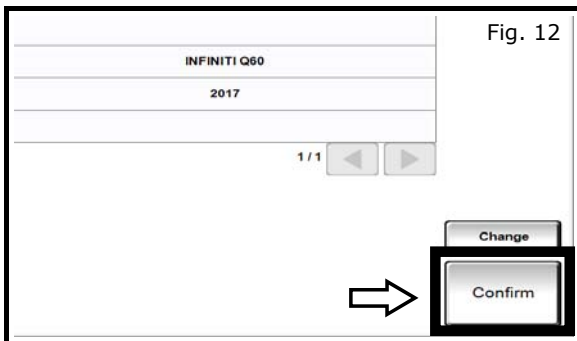 Fig. 12
INFINITI Q60
2017
1 / 1
Change
Confirm